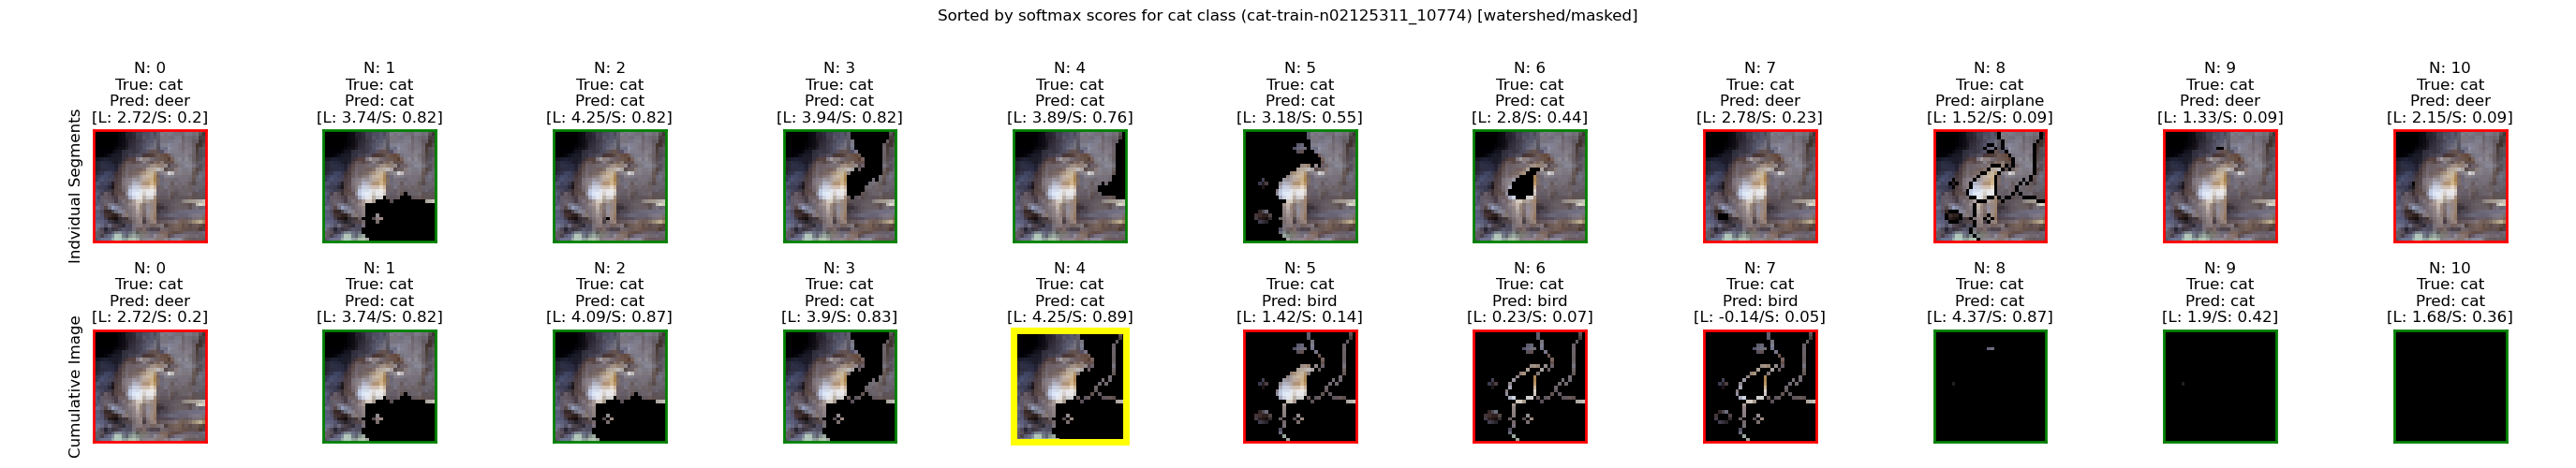 Sorted by softmax scores for cat class (cat-train-n02125311_10774) [watershed/masked]
Indvidual Segments
N: 0
True: cat
Pred: deer
[L: 2.72/S: 0.2]
N: 1
True: cat
Pred: cat
[L: 3.74/S: 0.82]
N: 2
True: cat
Pred: cat
[L: 4.25/S: 0.82]
N: 3
True: cat
Pred: cat
[L: 3.94/S: 0.82]
N: 4
True: cat
Pred: cat
[L: 3.89/S: 0.76]
N: 5
True: cat
Pred: cat
[L: 3.18/S: 0.55]
N: 6
True: cat
Pred: cat
[L: 2.8/S: 0.44]
N: 7
True: cat
Pred: deer
[L: 2.78/S: 0.23]
N: 8
True: cat
Pred: airplane
[L: 1.52/S: 0.09]
N: 9
True: cat
Pred: deer
[L: 1.33/S: 0.09]
N: 10
True: cat
Pred: deer
[L: 2.15/S: 0.09]
Cumulative Image
N: 0
True: cat
Pred: deer
[L: 2.72/S: 0.2]
N: 1
True: cat
Pred: cat
[L: 3.74/S: 0.82]
N: 2
True: cat
Pred: cat
[L: 4.09/S: 0.87]
N: 3
True: cat
Pred: cat
[L: 3.9/S: 0.83]
N: 4
True: cat
Pred: cat
[L: 4.25/S: 0.89]
N: 5
True: cat
Pred: bird
[L: 1.42/S: 0.14]
N: 6
True: cat
Pred: bird
[L: 0.23/S: 0.07]
N: 7
True: cat
Pred: bird
[L: -0.14/S: 0.05]
N: 8
True: cat
Pred: cat
[L: 4.37/S: 0.87]
N: 9
True: cat
Pred: cat
[L: 1.9/S: 0.42]
N: 10
True: cat
Pred: cat
[L: 1.68/S: 0.36]